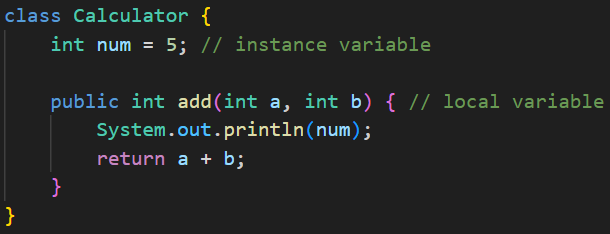 class Calculator {
    int num = 5; // instance variable

    public int add(int a, int b) { // local variable
        System.out.println(num);
        return a + b;
    }
}